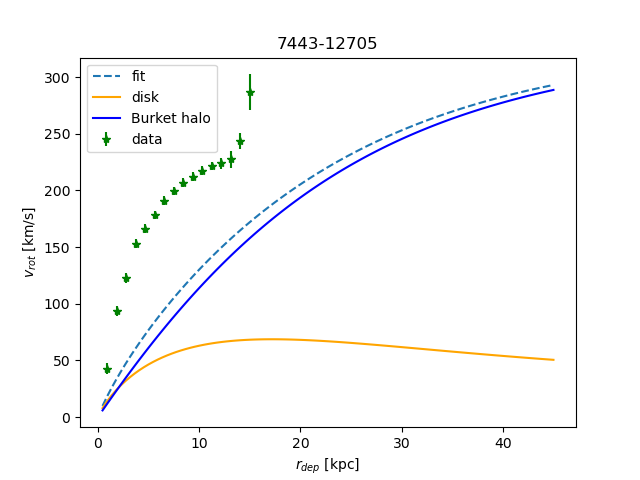 7443-12705
fit
disk
Burket halo
data
300
250
200
150
100
50
0
v_rot [km/s]
0 10 20 30 40
r_dep [kpc]